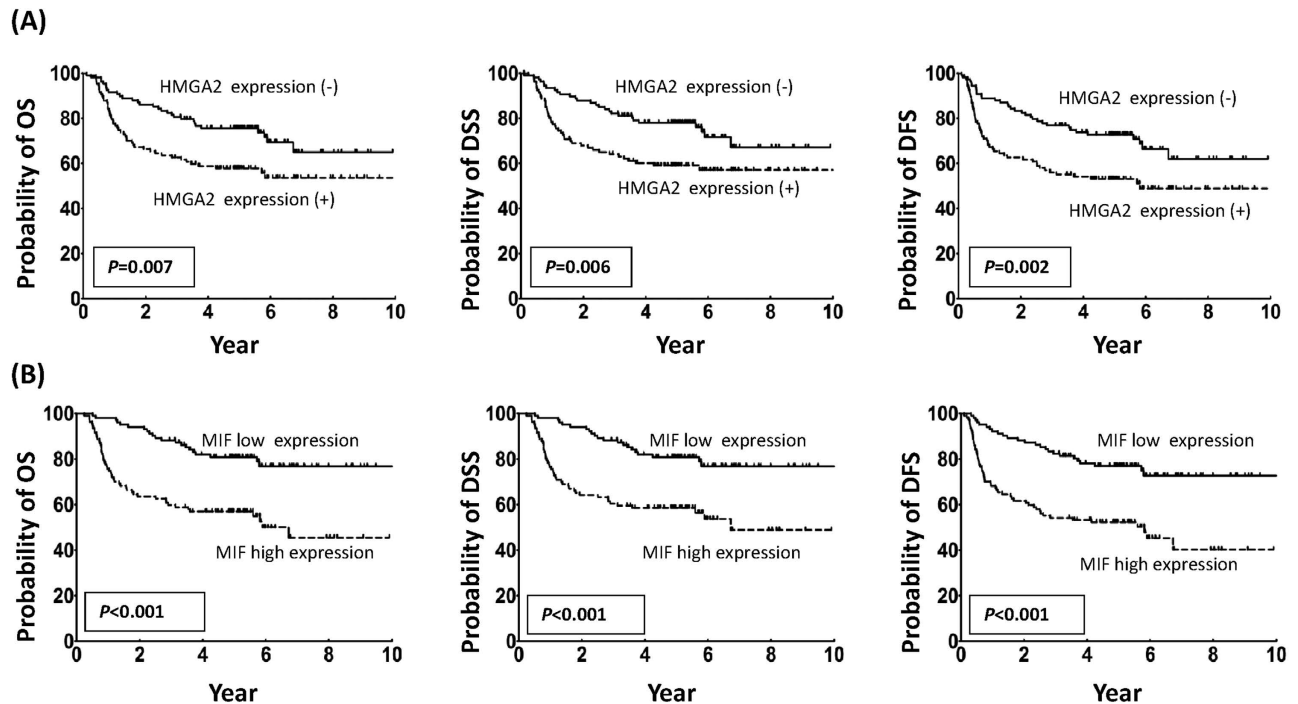 (A)
Probability of OS
100
80
60
40
20
0
0 2 4 6 8 10
Year
HMGA2 expression (-)
HMGA2 expression (+)
P=0.007
Probability of DSS
100
80
60
40
20
0
0 2 4 6 8 10
Year
HMGA2 expression (-)
HMGA2 expression (+)
P=0.006
Probability of DFS
100
80
60
40
20
0
0 2 4 6 8 10
Year
HMGA2 expression (-)
HMGA2 expression (+)
P=0.002
(B)
Probability of OS
100
80
60
40
20
0
0 2 4 6 8 10
Year
MIF low expression
MIF high expression
P<0.001
Probability of DSS
100
80
60
40
20
0
0 2 4 6 8 10
Year
MIF low expression
MIF high expression
P<0.001
Probability of DFS
100
80
60
40
20
0
0 2 4 6 8 10
Year
MIF low expression
MIF high expression
P<0.001